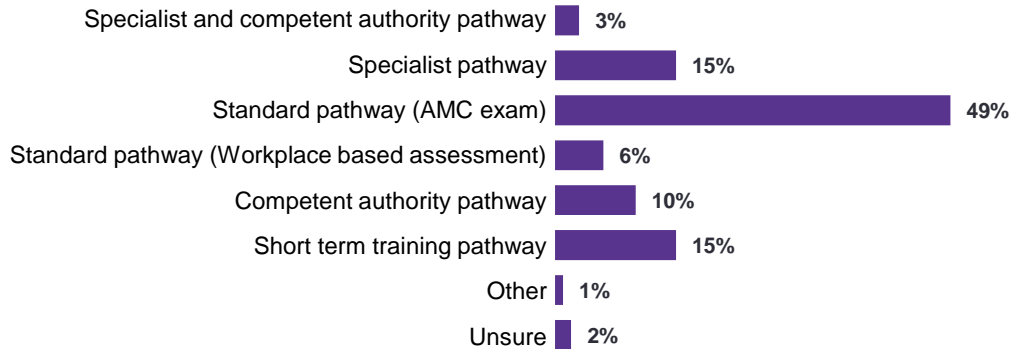 Specialist and competent authority pathway 3%
Specialist pathway 15%
Standard pathway (AMC exam) 49%
Standard pathway (Workplace based assessment) 6%
Competent authority pathway 10%
Short term training pathway 15%
Other 1%
Unsure 2%